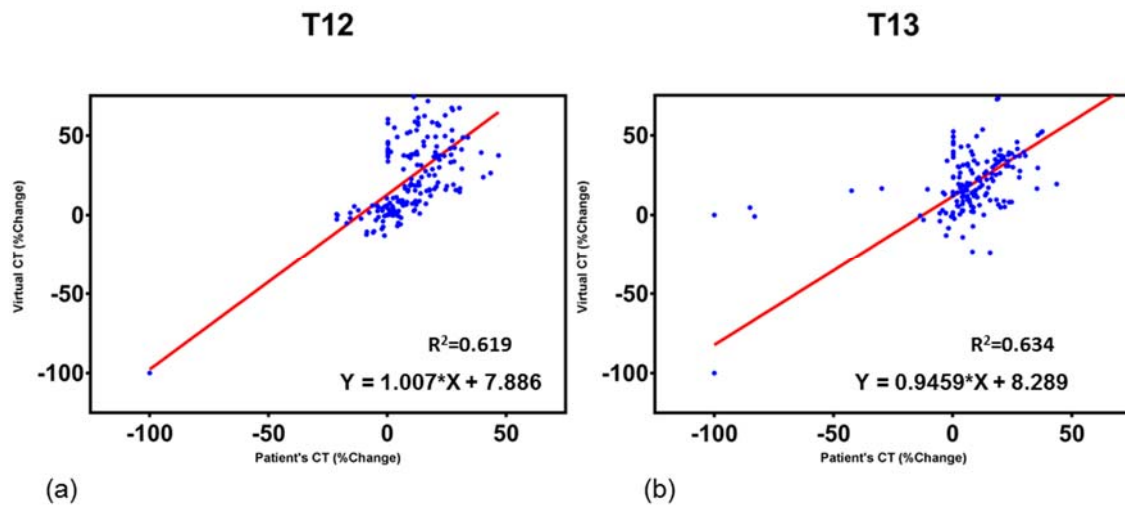 T12
T13
50
0
-50
-100
Virtual CT (%Change)
R²=0.619
Y = 1.007*X + 7.886
-100
-50
0
50
Patient's CT (%Change)
(a)
50
0
-50
-100
Virtual CT (%Change)
R²=0.634
Y = 0.9459*X + 8.289
-100
-50
0
50
Patient's CT (%Change)
(b)